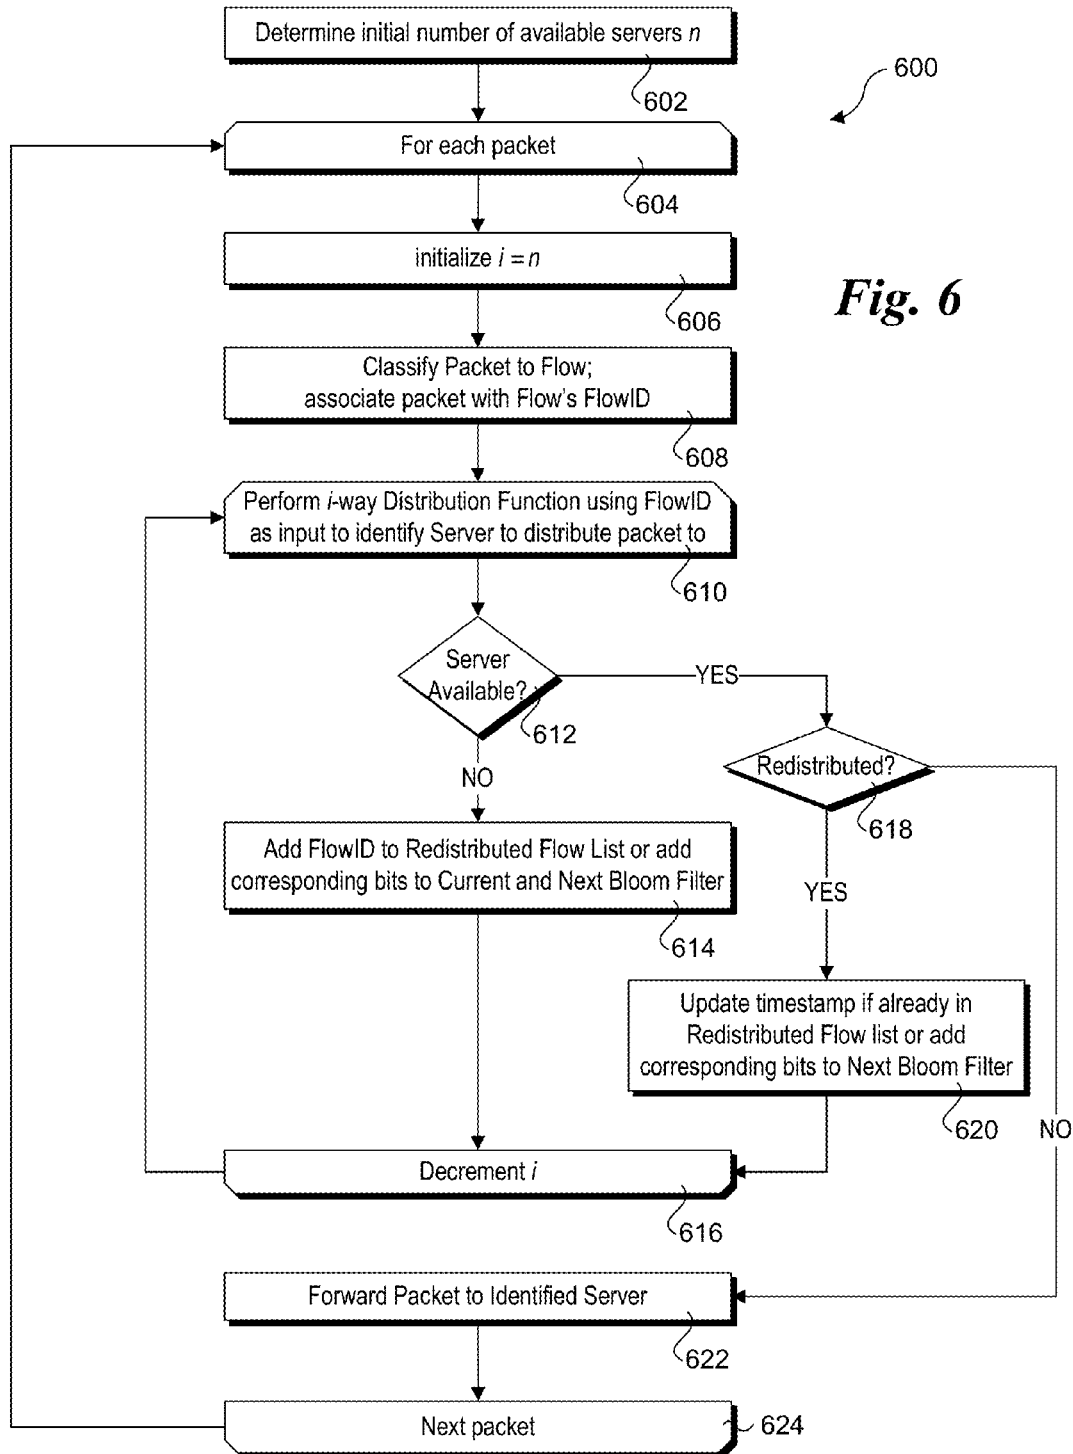 Determine initial number of available servers n
602
600
For each packet
604
initialize i = n
606
Fig. 6
Classify Packet to Flow;
associate packet with Flow's FlowID
608
Perform i-way Distribution Function using FlowID
as input to identify Server to distribute packet to
610
Server
Available?
612
YES
NO
Redistributed?
618
Add FlowID to Redistributed Flow List or add
corresponding bits to Current and Next Bloom Filter
614
YES
Update timestamp if already in
Redistributed Flow list or add
corresponding bits to Next Bloom Filter
620
NO
Decrement i
616
Forward Packet to Identified Server
622
Next packet
624